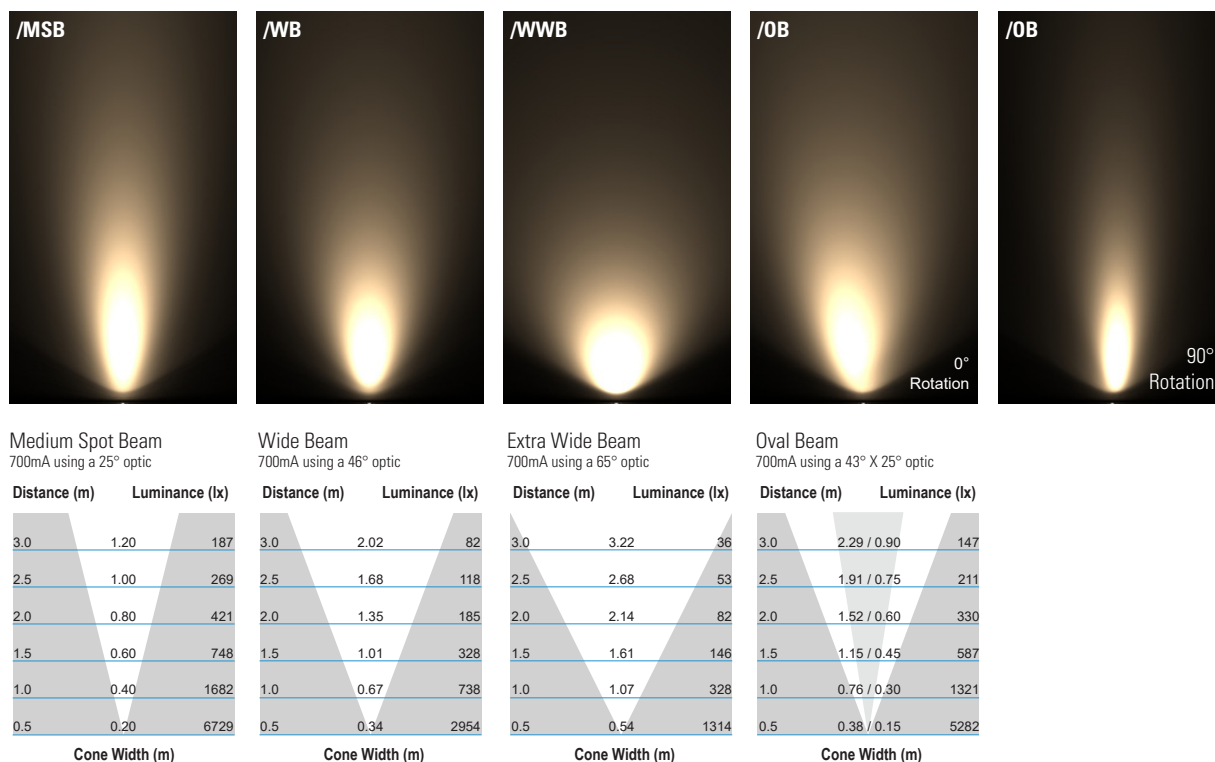 /MSB
/WB
/WWB
/OB
/OB
0°
Rotation
90°
Rotation
Medium Spot Beam
700mA using a 25° optic
Distance (m) Luminance (lx)
3.0 1.20 187
2.5 1.00 269
2.0 0.80 421
1.5 0.60 748
1.0 0.40 1682
0.5 0.20 6729
Cone Width (m)
Wide Beam
700mA using a 46° optic
Distance (m) Luminance (lx)
3.0 2.02 82
2.5 1.68 118
2.0 1.35 185
1.5 1.01 328
1.0 0.67 738
0.5 0.34 2954
Cone Width (m)
Extra Wide Beam
700mA using a 65° optic
Distance (m) Luminance (lx)
3.0 3.22 36
2.5 2.68 53
2.0 2.14 82
1.5 1.61 146
1.0 1.07 328
0.5 0.54 1314
Cone Width (m)
Oval Beam
700mA using a 43° X 25° optic
Distance (m) Luminance (lx)
3.0 2.29 / 0.90 147
2.5 1.91 / 0.75 211
2.0 1.52 / 0.60 330
1.5 1.15 / 0.45 587
1.0 0.76 / 0.30 1321
0.5 0.38 / 0.15 5282
Cone Width (m)